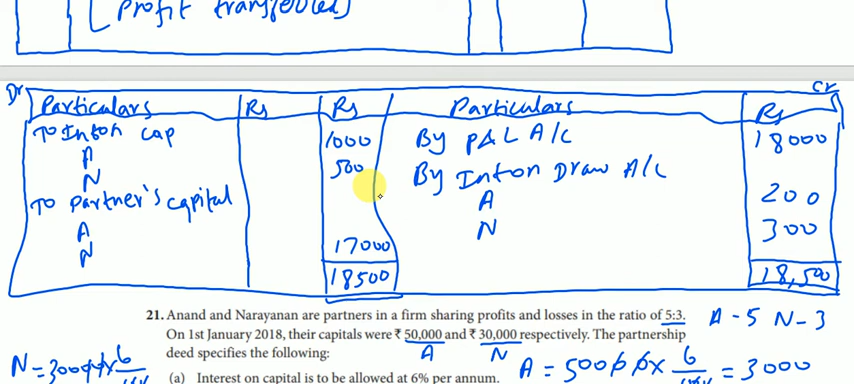 [Profit transferred]
Dr Cr
Particulars Rs Rs Particulars Rs
To Inton cap 1000 By P&L A/c 18000
A 500 By Inton Draw A/c
N A 200
To Partner's capital N 300
A 17000
N
18500 18,500
21. Anand and Narayanan are partners in a firm sharing profits and losses in the ratio of 5:3. A - 5 N - 3
On 1st January 2018, their capitals were ₹ 50,000 and ₹ 30,000 respectively. The partnership
A N
deed specifies the following:
N = 30000 × 6 A = 50000 × 6 = 3000
(a) Interest on capital is to be allowed at 6% per annum.